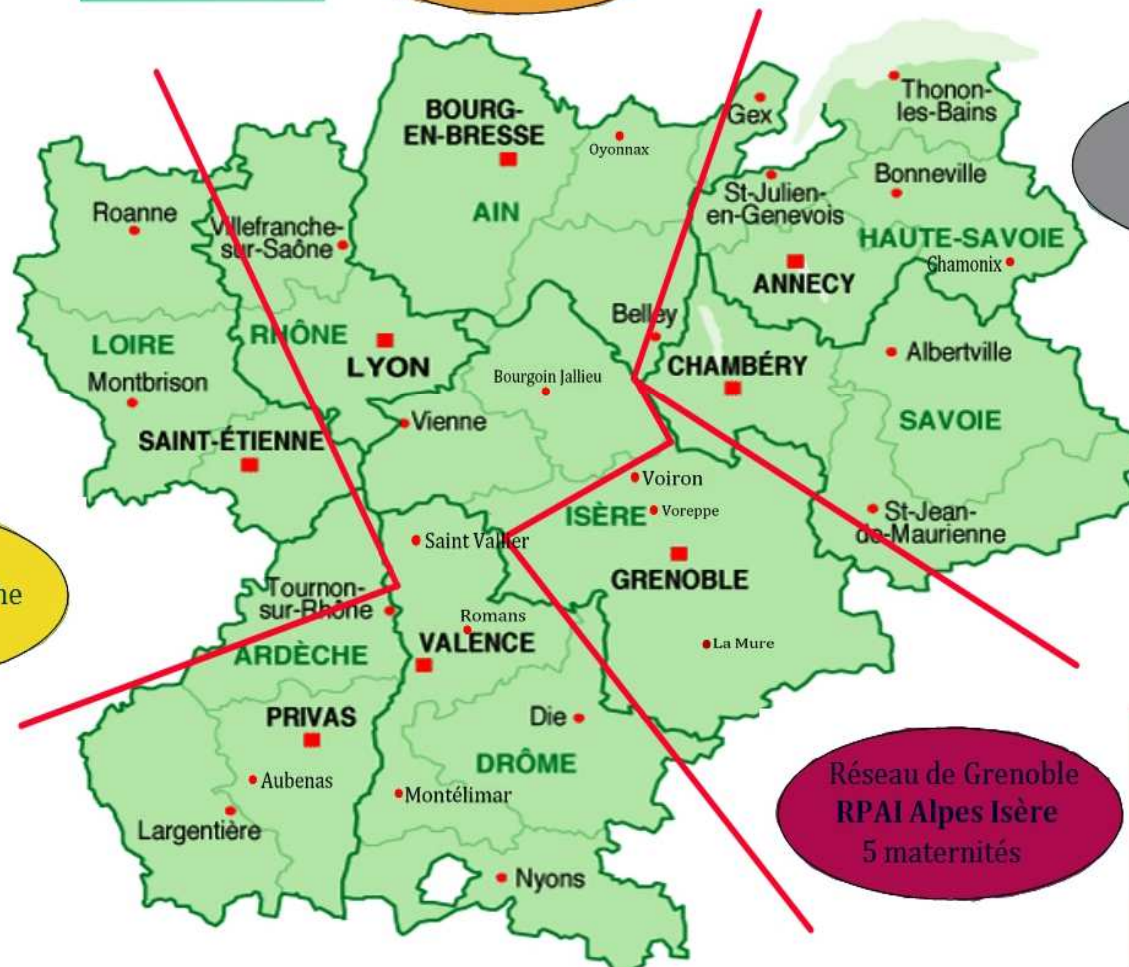 Thonon-
les-Bains
Gex
BOURG-
EN-BRESSE
Oyonnax
St-Julien-
en-Genevois
Bonneville
Roanne
Villefranche-
sur-Saône
AIN
HAUTE-SAVOIE
Chamonix
ANNECY
Belley
LOIRE
RHÔNE
LYON
CHAMBÉRY
Albertville
Montbrison
Bourgoin Jallieu
SAVOIE
SAINT-ÉTIENNE
Vienne
Voiron
ISÈRE
Voreppe
St-Jean-
de-Maurienne
Saint Vallier
GRENOBLE
Tournon-
sur-Rhône
Romans
VALENCE
La Mure
ARDÈCHE
PRIVAS
Die
DRÔME
Aubenas
Montélimar
Largentière
Nyons
Réseau de Grenoble
RPAI Alpes Isère
5 maternités